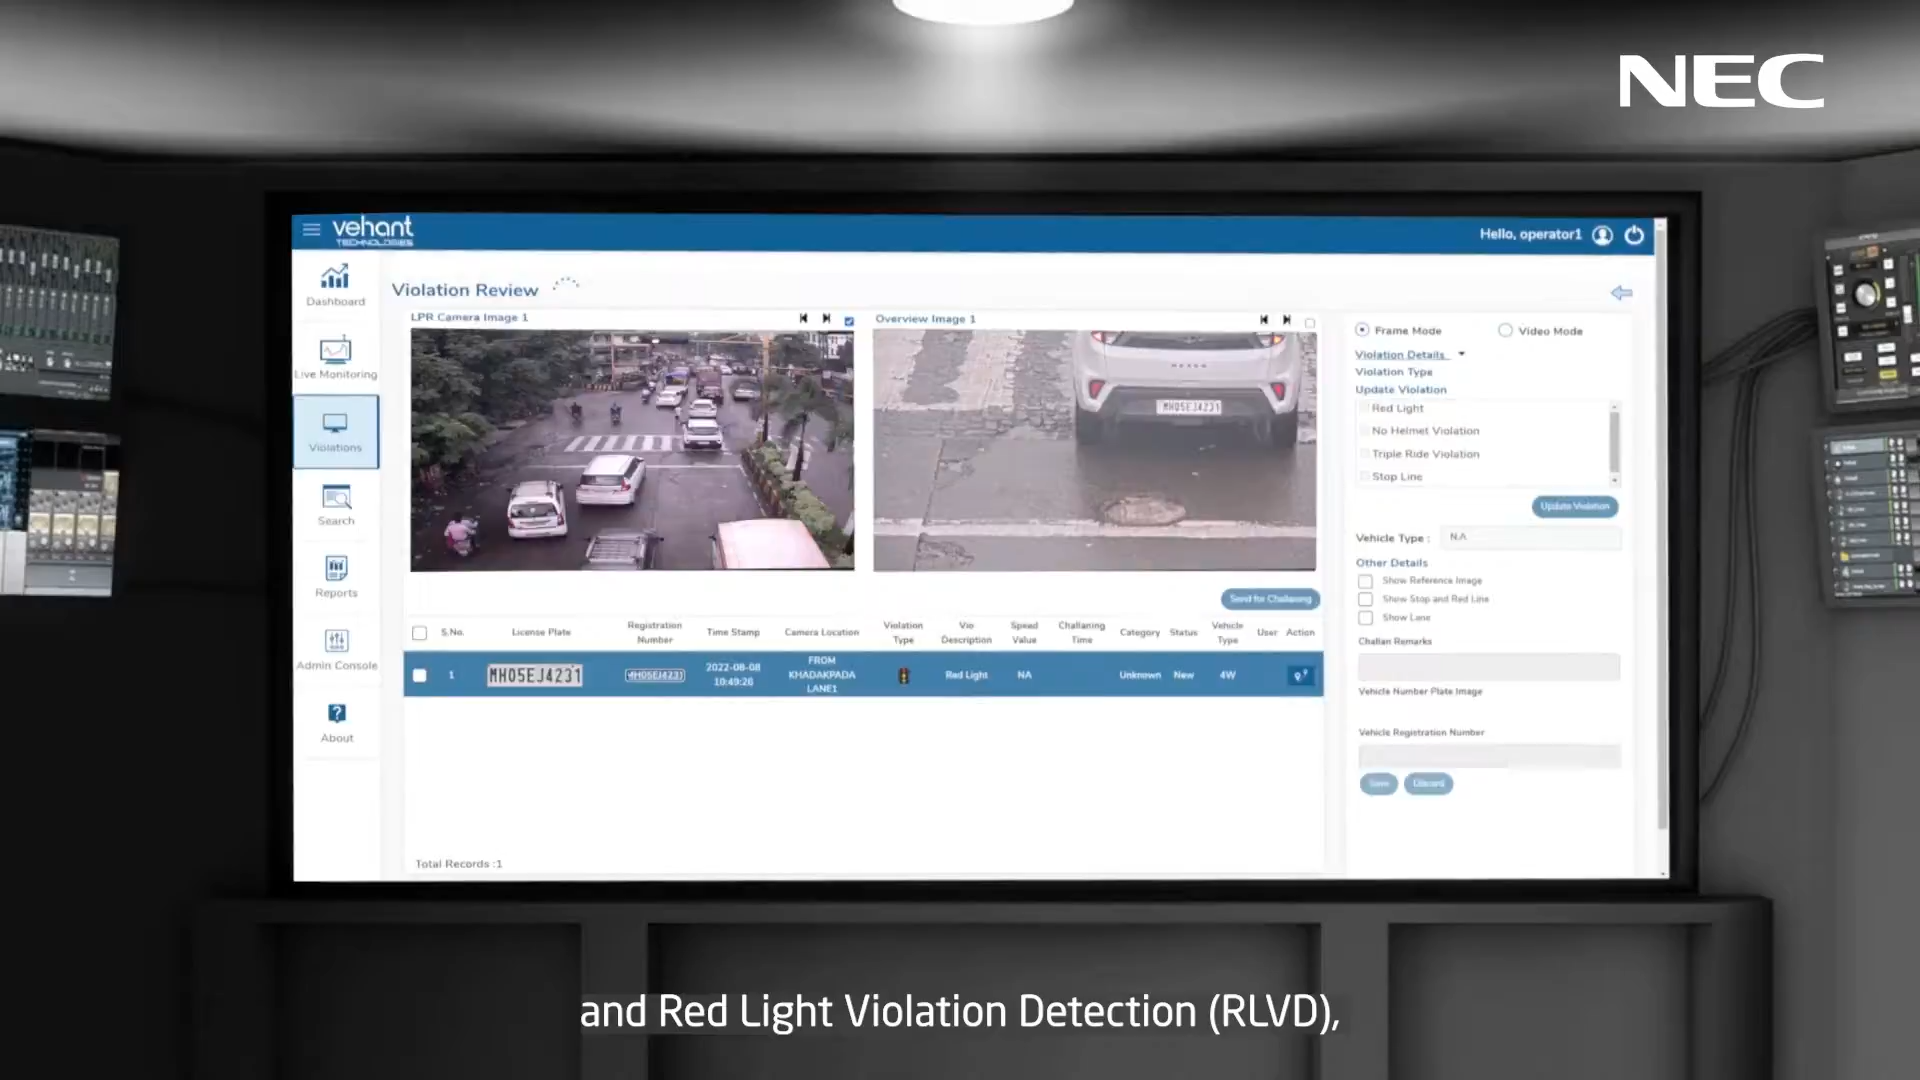 NEC
vehant
TECHNOLOGIES
Hello, operator1
Dashboard
Live Monitoring
Violations
Search
Reports
Admin Console
About
Violation Review
LPR Camera Image 1
Overview Image 1
MH05EJ4231
Frame Mode
Video Mode
Violation Details
Violation Type
Update Violation
Red Light
No Helmet Violation
Triple Ride Violation
Stop Line
Update Violation
Vehicle Type :
N.A
Other Details
Show Reference Image
Show Stop and Red Line
Show Lane
Challan Remarks
Vehicle Number Plate Image
Vehicle Registration Number
Save
Discard
Send for Challaning
S.No.
License Plate
Registration Number
Time Stamp
Camera Location
Violation Type
Vio Description
Speed Value
Challaning Time
Category
Status
Vehicle Type
User
Action
1
MH05EJ4231
MH05EJ4231
2022-08-08
10:49:26
FROM
KHADAKPADA
LANE1
Red Light
NA
Unknown
New
4W
Total Records :1
and Red Light Violation Detection (RLVD),